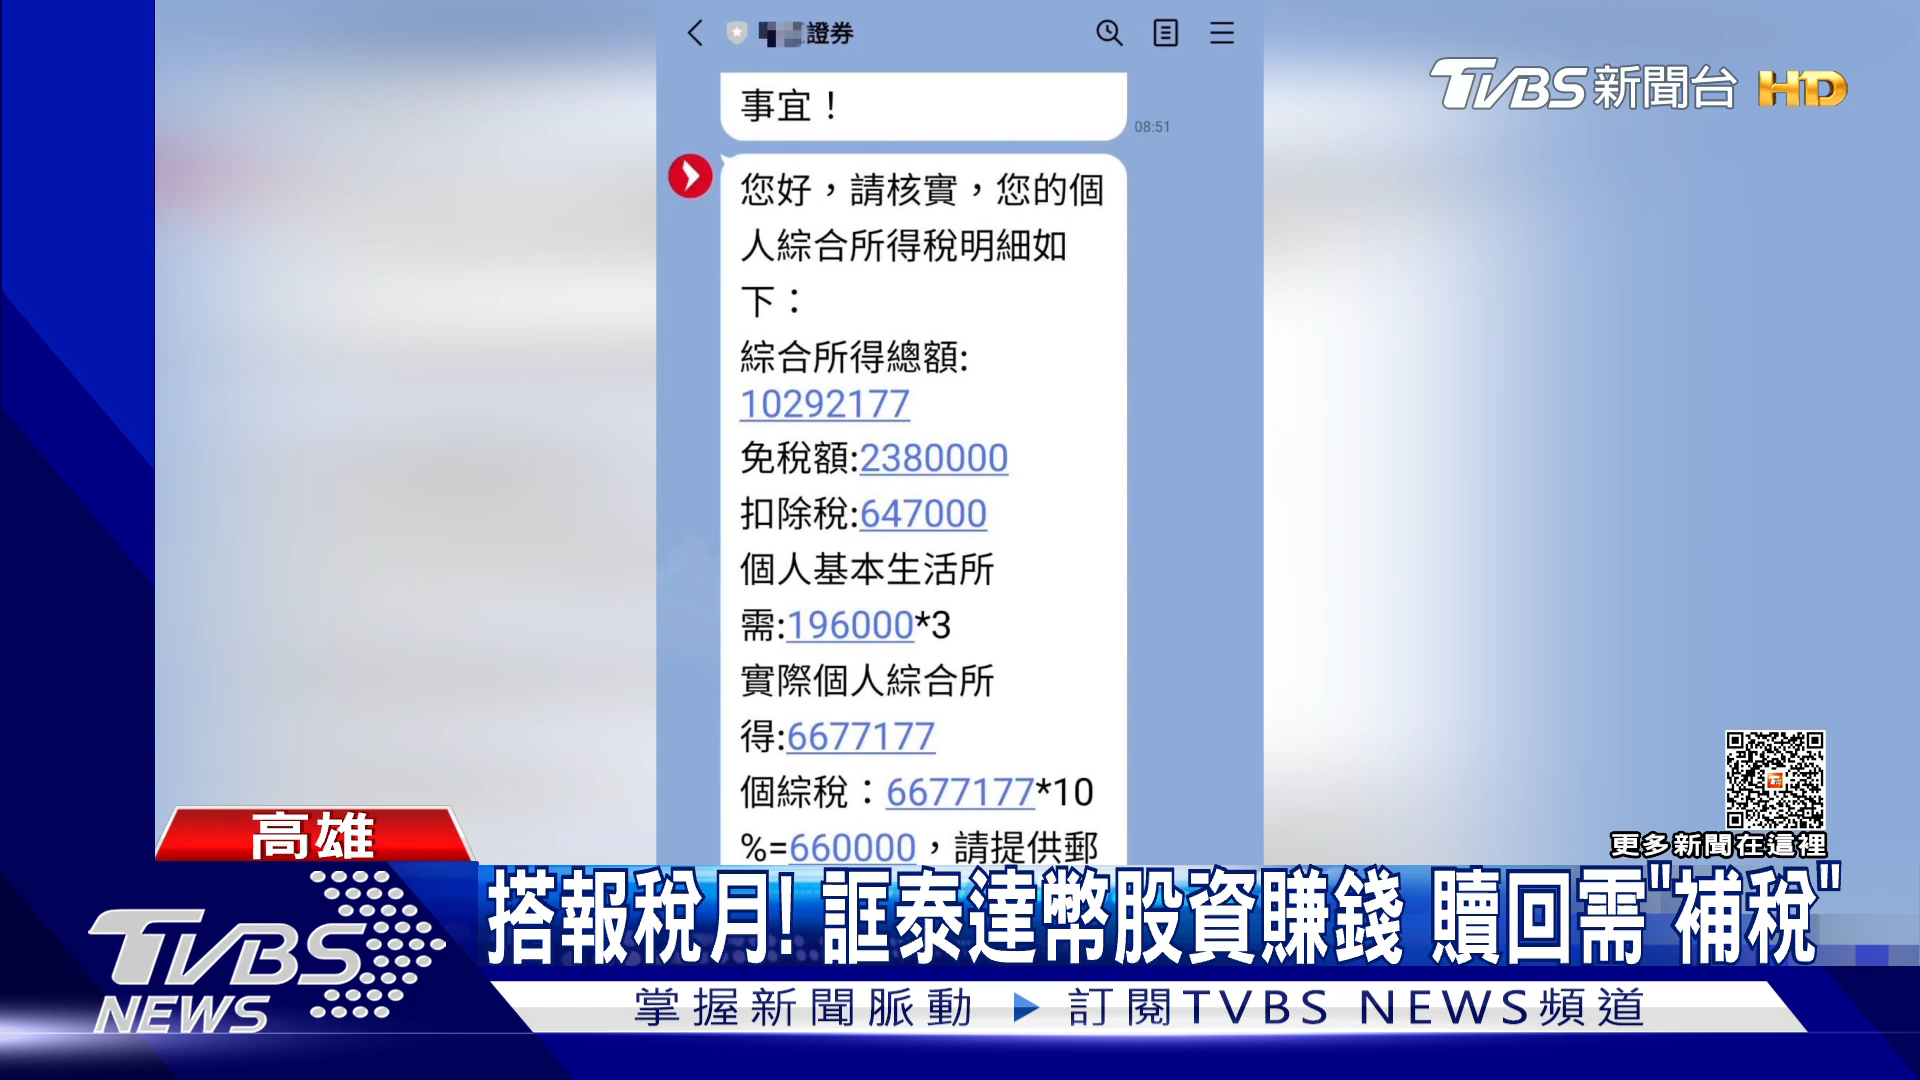 證券
TVBS新聞台 HD
事宜！
08:51
您好，請核實，您的個
人綜合所得稅明細如
下：
綜合所得總額:
10292177
免稅額:2380000
扣除稅:647000
個人基本生活所
需:196000*3
實際個人綜合所
得:6677177
個綜稅：6677177*10
%=660000，請提供郵
更多新聞在這裡
高雄
搭報稅月! 誆泰達幣股資賺錢 贖回需"補稅"
TVBS
NEWS
掌握新聞脈動 ▶ 訂閱TVBS NEWS頻道